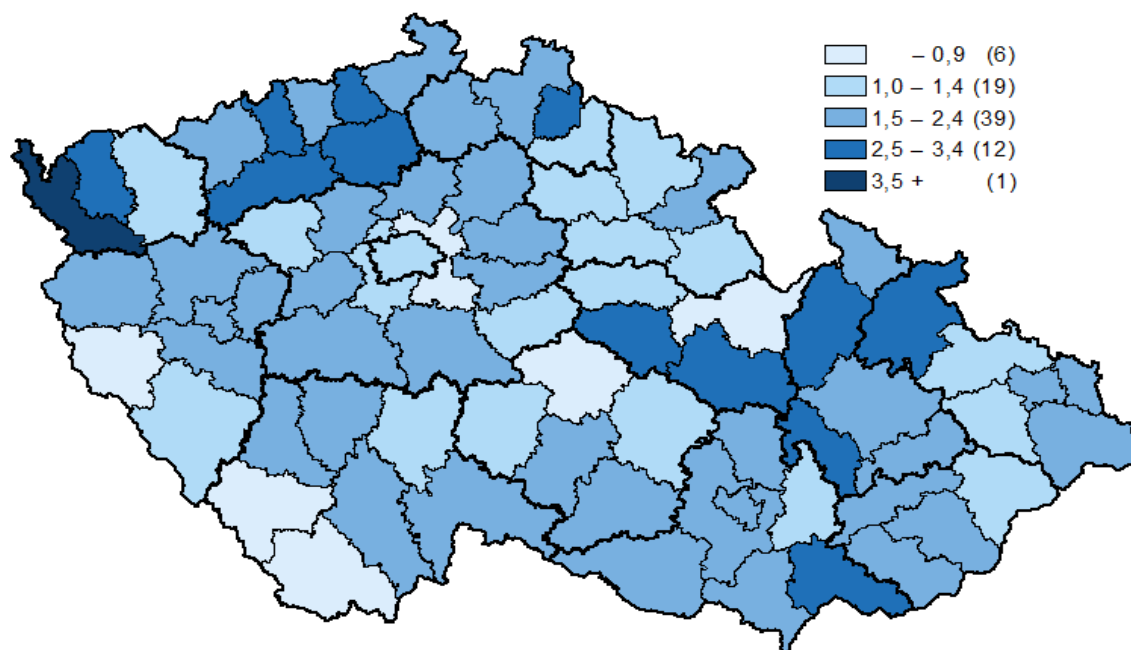 – 0,9 (6)
1,0 – 1,4 (19)
1,5 – 2,4 (39)
2,5 – 3,4 (12)
3,5 + (1)